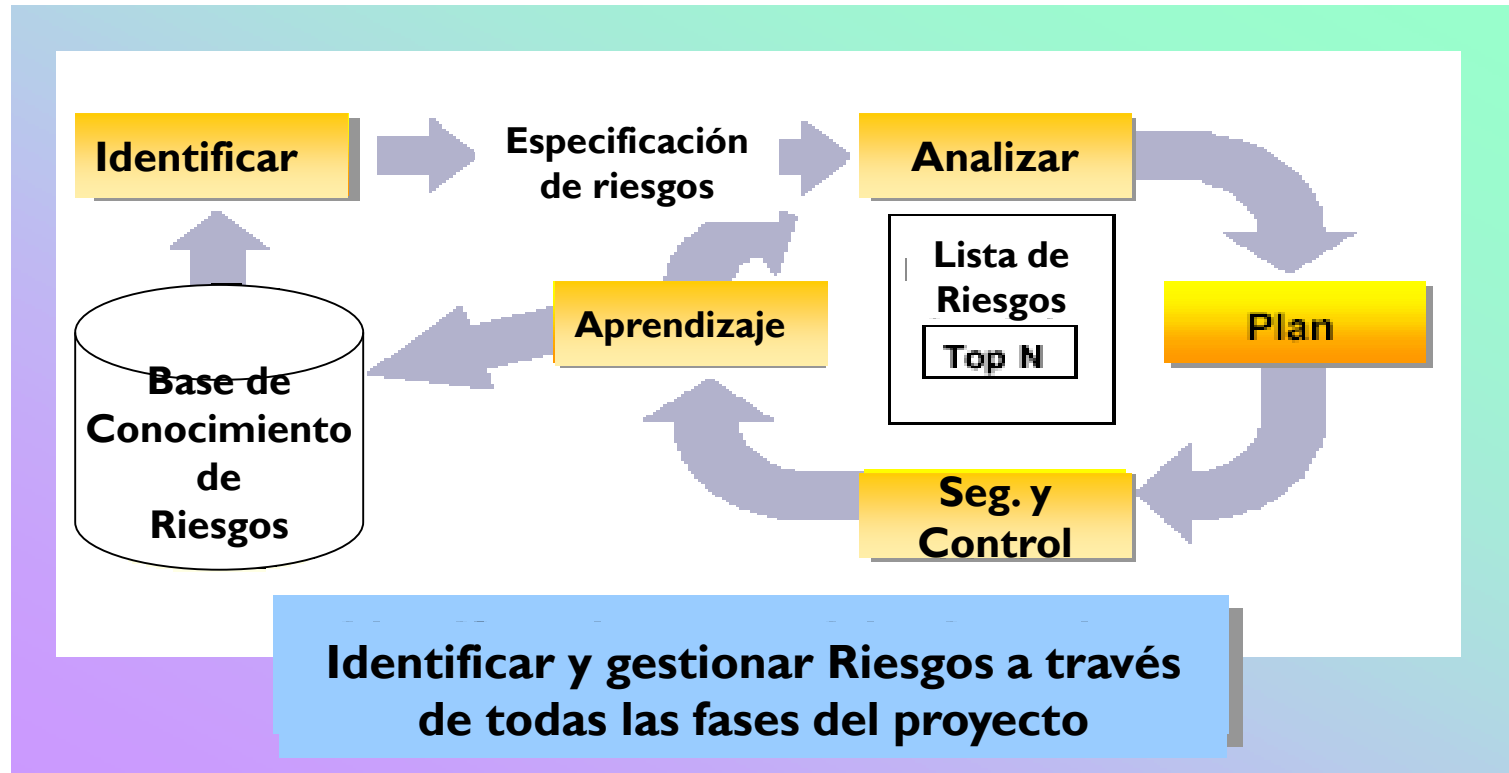 Identificar
Especificación
de riesgos
Analizar
Lista de
Riesgos
Top N
Plan
Aprendizaje
Base de
Conocimiento
de
Riesgos
Seg. y
Control
Identificar y gestionar Riesgos a través
de todas las fases del proyecto